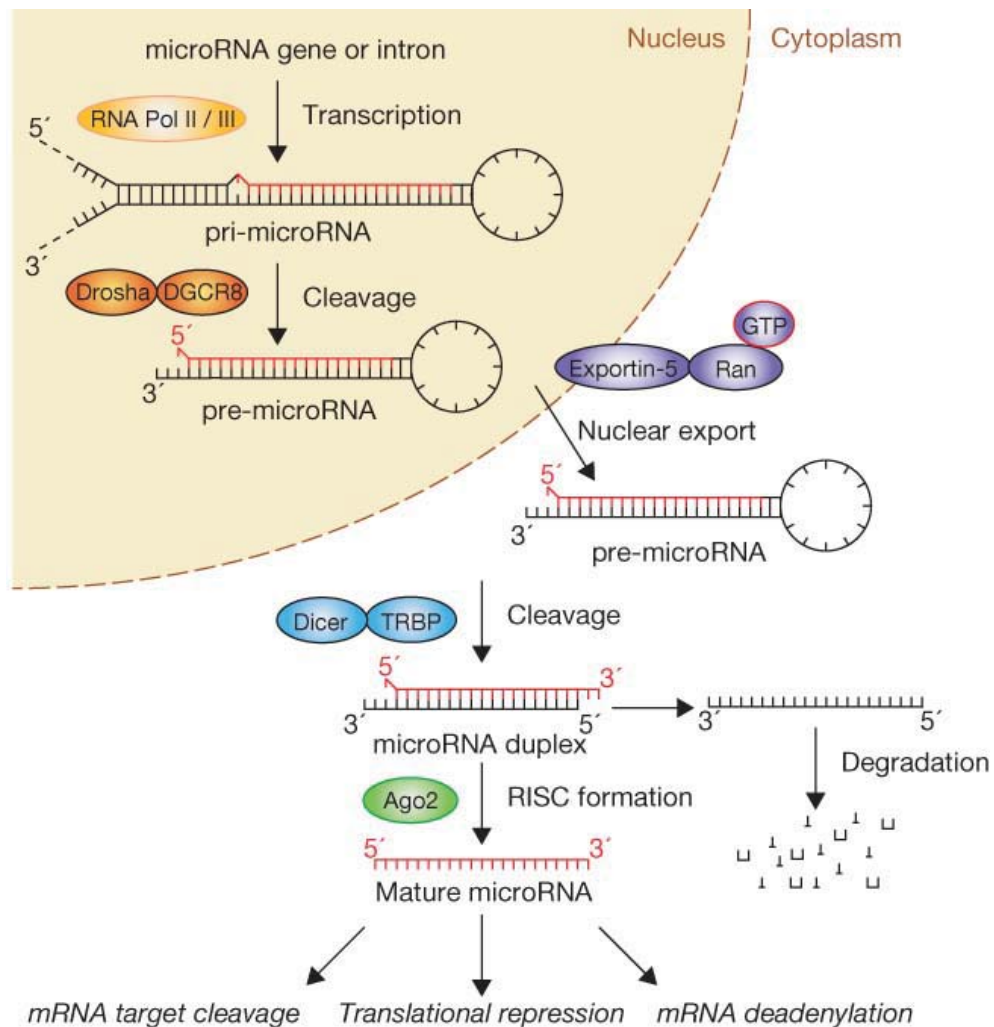 Nucleus
Cytoplasm
microRNA gene or intron
RNA Pol II / III
Transcription
5´
3´
pri-microRNA
Drosha
DGCR8
Cleavage
5´
3´
pre-microRNA
GTP
Exportin-5
Ran
Nuclear export
5´
3´
pre-microRNA
Dicer
TRBP
Cleavage
5´
3´
3´
5´
microRNA duplex
3´
5´
Degradation
Ago2
RISC formation
5´
3´
Mature microRNA
mRNA target cleavage
Translational repression
mRNA deadenylation